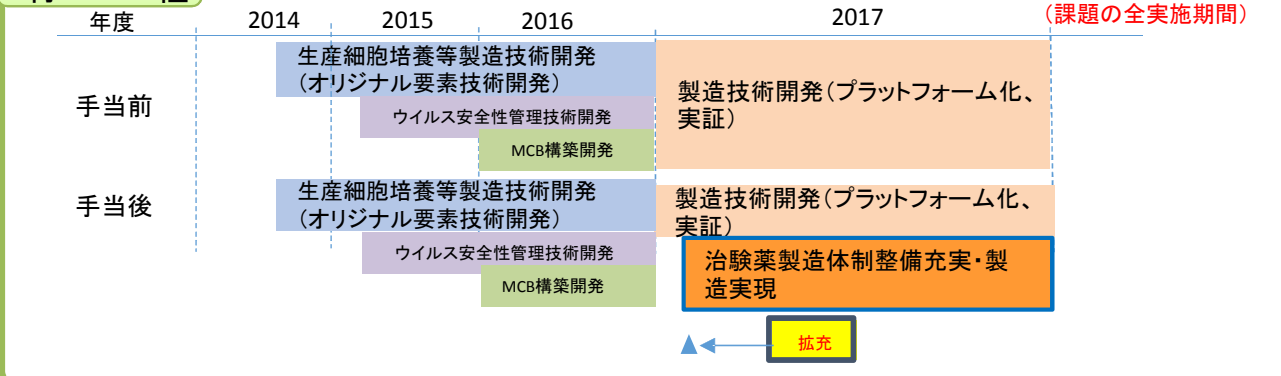 年度 2014 2015 2016 2017 (課題の全実施期間)
手当前
生産細胞培養等製造技術開発
(オリジナル要素技術開発)
ウイルス安全性管理技術開発
MCB構築開発
製造技術開発(プラットフォーム化、
実証)
手当後
生産細胞培養等製造技術開発
(オリジナル要素技術開発)
ウイルス安全性管理技術開発
MCB構築開発
製造技術開発(プラットフォーム化、
実証)
治験薬製造体制整備充実・製
造実現
拡充